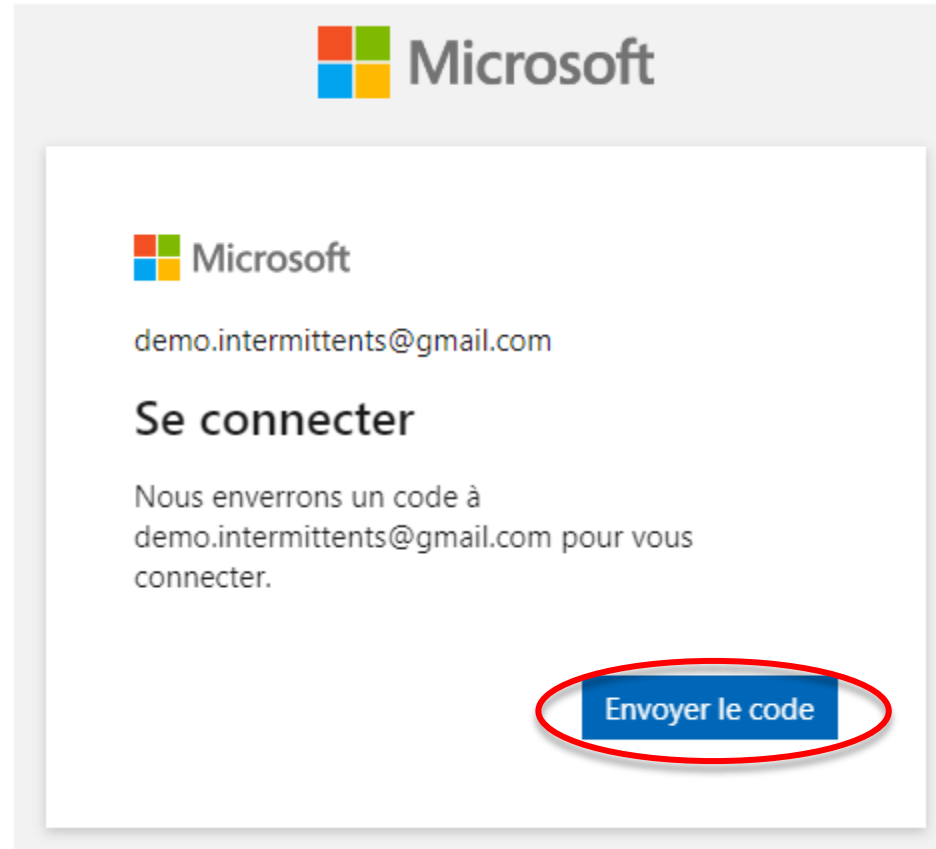 Microsoft
Microsoft
demo.intermittents@gmail.com
Se connecter
Nous enverrons un code à
demo.intermittents@gmail.com pour vous
connecter.
Envoyer le code